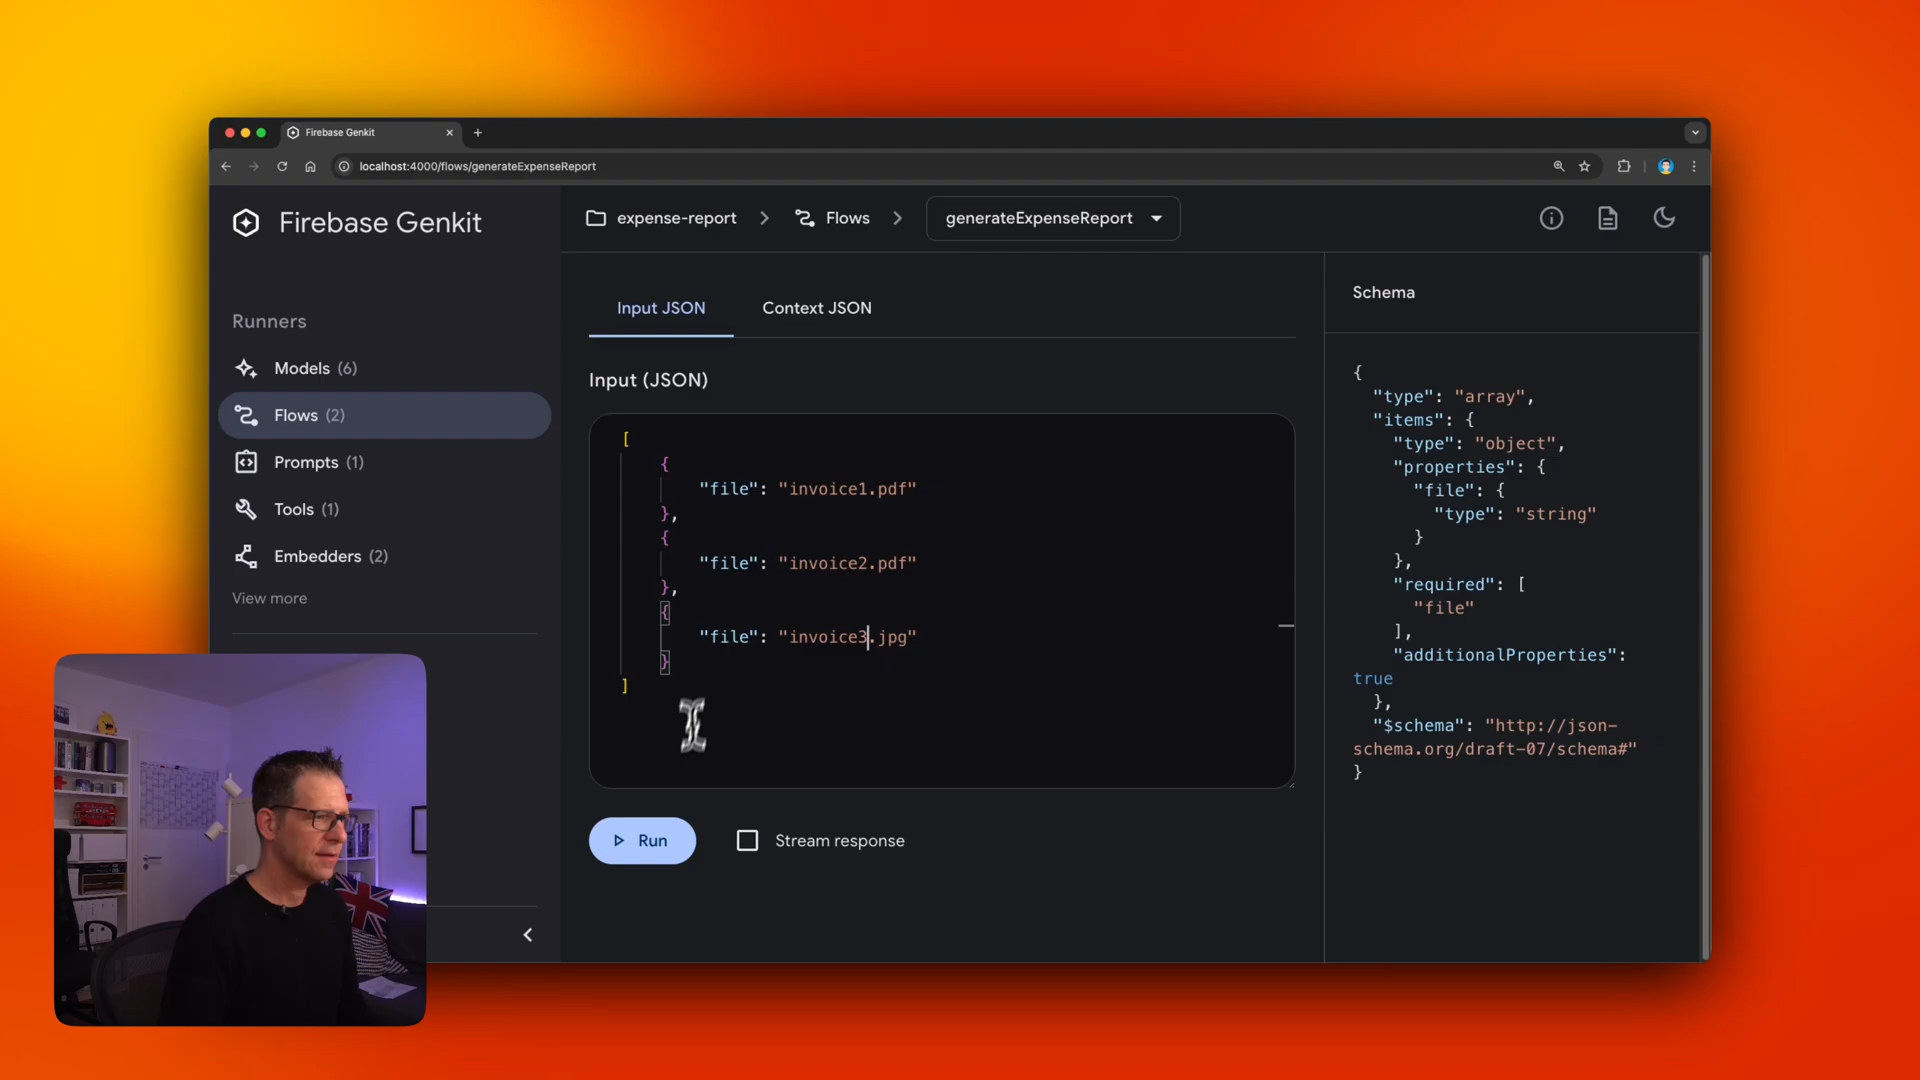 Firebase Genkit
localhost:4000/flows/generateExpenseReport
Firebase Genkit
expense-report
Flows
generateExpenseReport
Runners
Models (6)
Flows (2)
Prompts (1)
Tools (1)
Embedders (2)
View more
Input JSON
Context JSON
Input (JSON)
[
{
"file": "invoice1.pdf"
},
{
"file": "invoice2.pdf"
},
{
"file": "invoice3.jpg"
}
]
Run
Stream response
Schema
{
"type": "array",
"items": {
"type": "object",
"properties": {
"file": {
"type": "string"
}
},
"required": [
"file"
],
"additionalProperties":
true
},
"$schema": "http://json-
schema.org/draft-07/schema#"
}